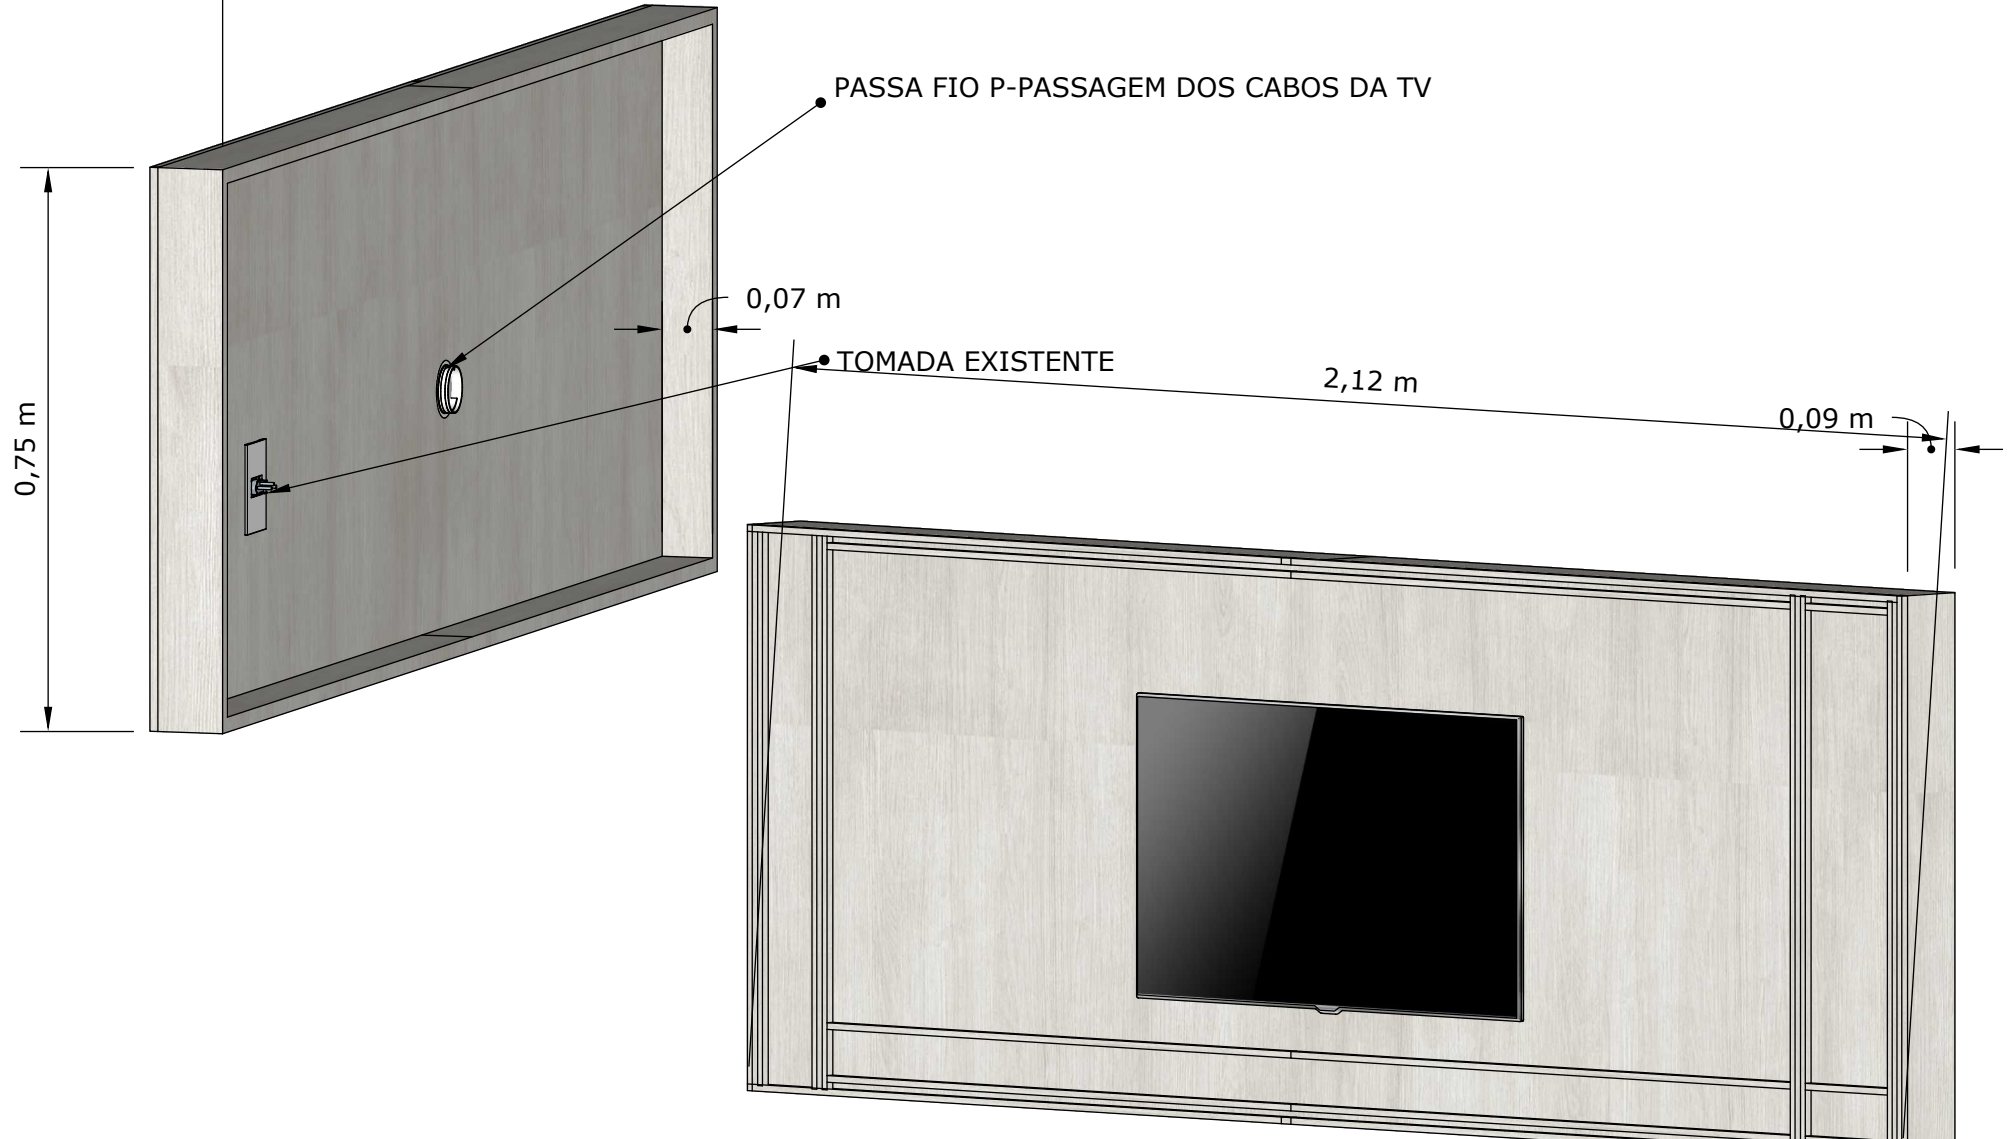 PASSA FIO P-PASSAGEM DOS CABOS DA TV
0,07 m
TOMADA EXISTENTE
2,12 m
0,09 m
0,75 m